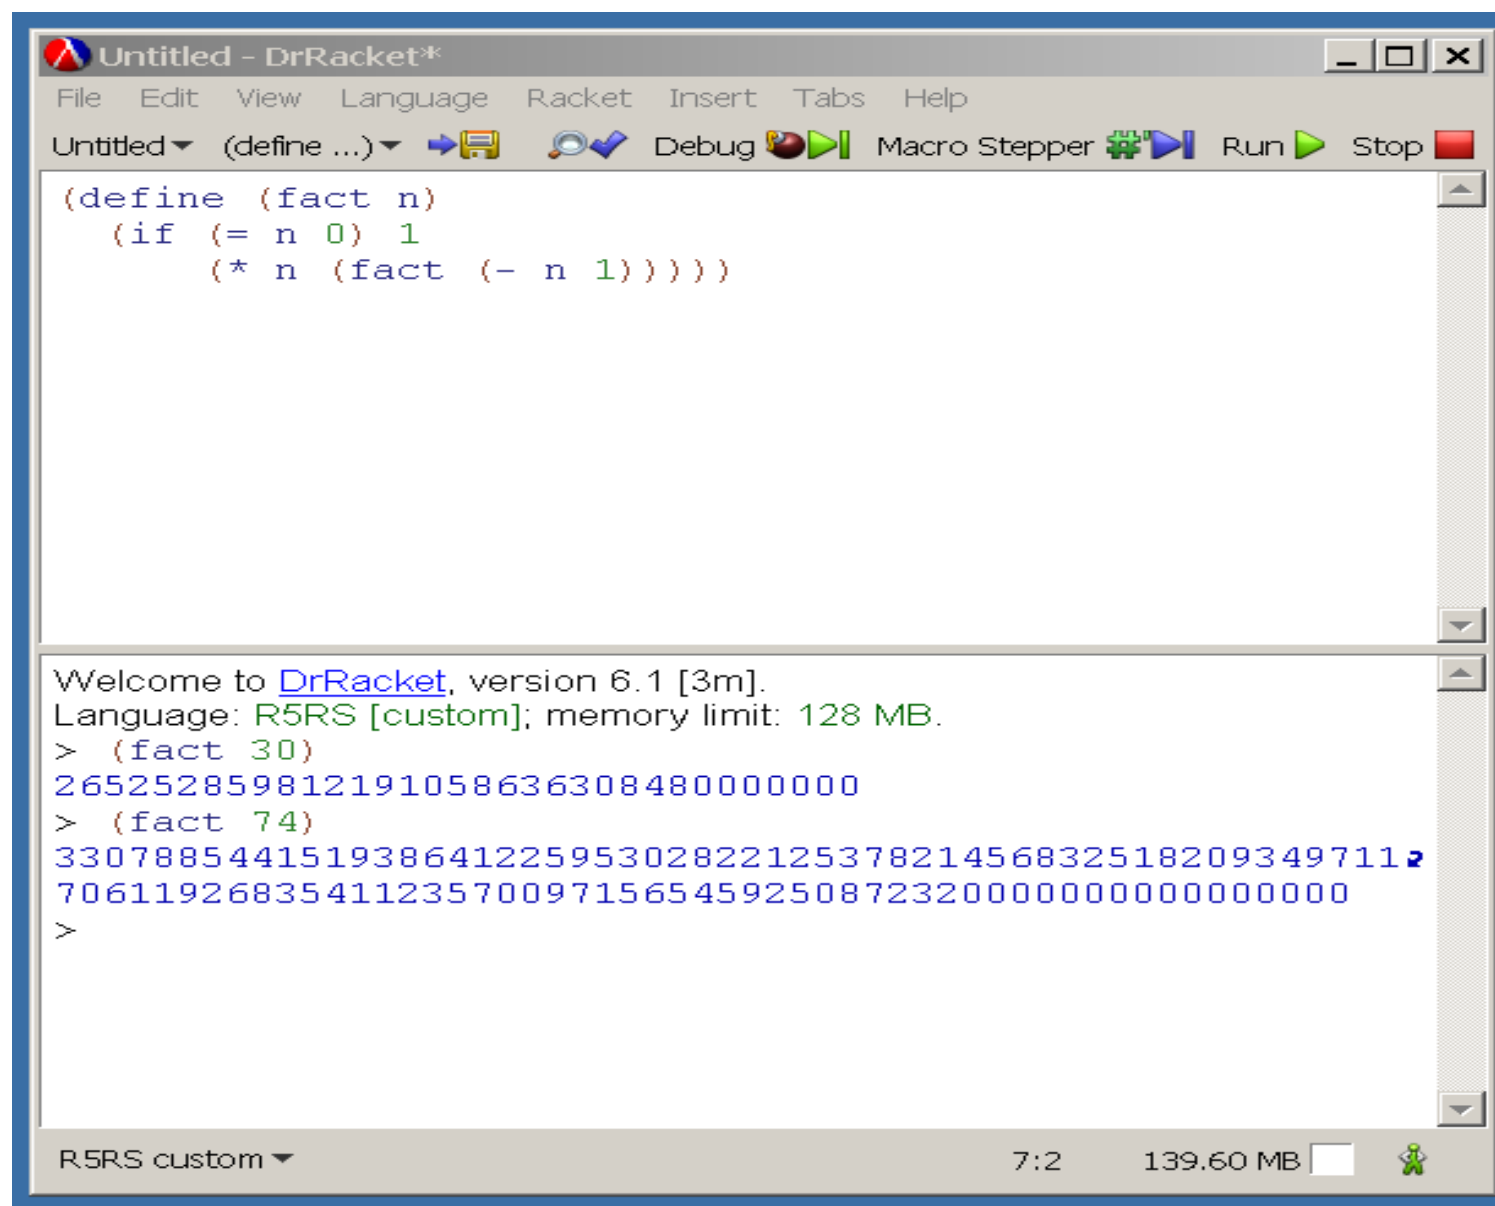 Untitled - DrRacket*
File Edit View Language Racket Insert Tabs Help
Untitled (define ...) Debug Macro Stepper Run Stop
(define (fact n)
  (if (= n 0) 1
      (* n (fact (- n 1)))))
Welcome to DrRacket, version 6.1 [3m].
Language: R5RS [custom]; memory limit: 128 MB.
> (fact 30)
265252859812191058636308480000000
> (fact 74)
3307885441519386412259530282212537821456832518209349711
70611926835411235700971565459250872320000000000000000
>
R5RS custom 7:2 139.60 MB